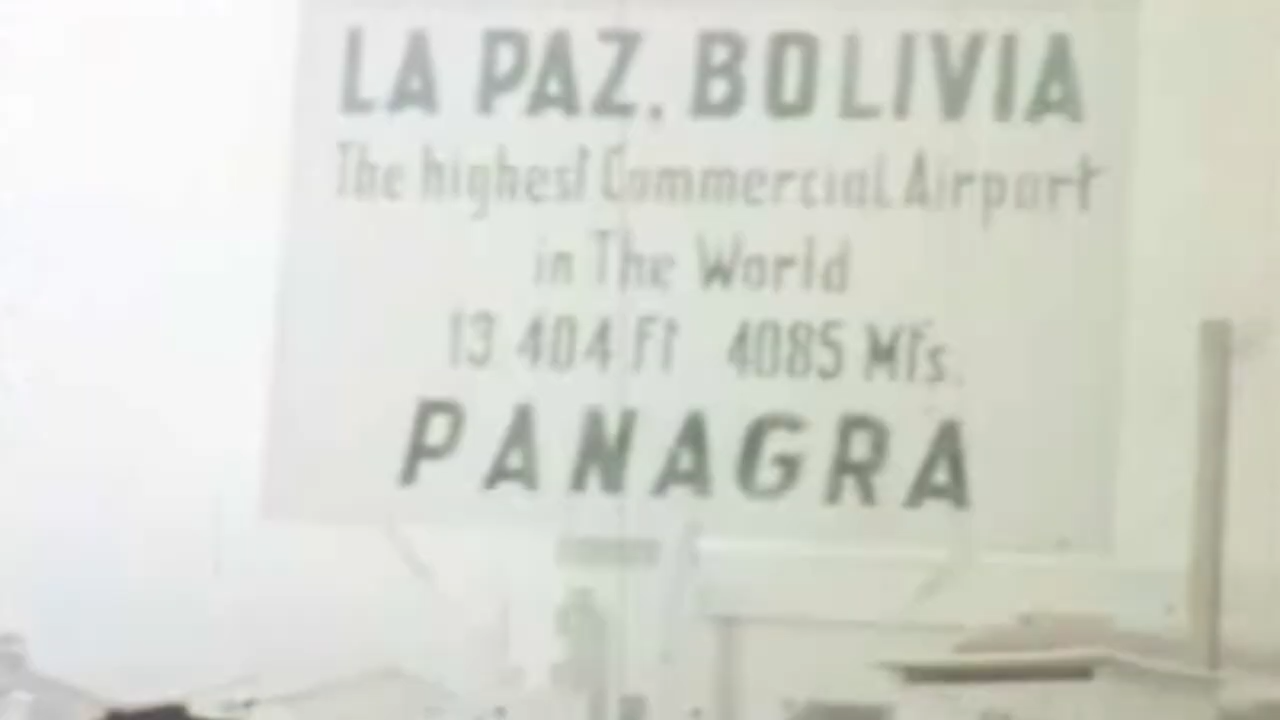 LA PAZ. BOLIVIA
The highest Commercial Airport
in The World
13 404 Ft 4085 Mts.
PANAGRA